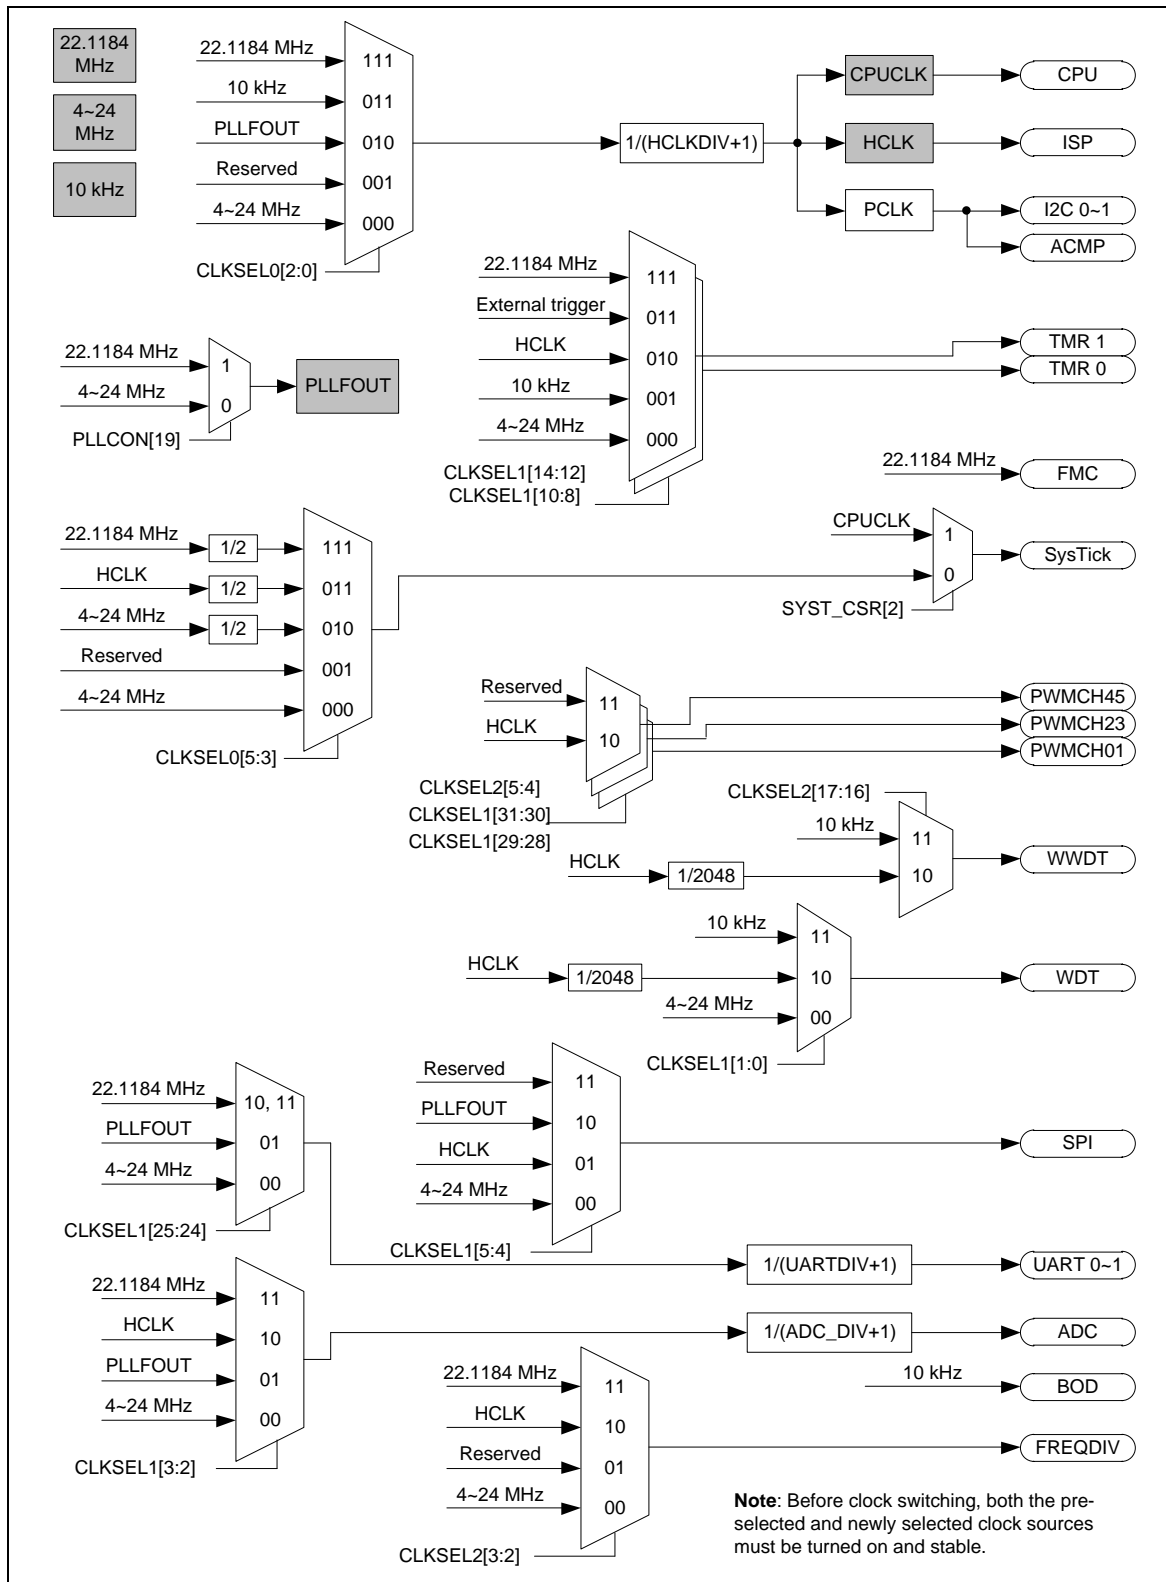 22.1184
MHz
4~24
MHz
10 kHz
22.1184 MHz
10 kHz
PLLFOUT
Reserved
4~24 MHz
111
011
010
001
000
CLKSEL0[2:0]
1/(HCLKDIV+1)
CPUCLK
HCLK
PCLK
CPU
ISP
I2C 0~1
ACMP
22.1184 MHz
External trigger
HCLK
10 kHz
4~24 MHz
111
011
010
001
000
CLKSEL1[14:12]
CLKSEL1[10:8]
TMR 1
TMR 0
22.1184 MHz
4~24 MHz
1
0
PLLCON[19]
PLLFOUT
22.1184 MHz
FMC
22.1184 MHz
HCLK
4~24 MHz
Reserved
4~24 MHz
1/2
1/2
1/2
111
011
010
001
000
CLKSEL0[5:3]
CPUCLK
1
0
SYST_CSR[2]
SysTick
Reserved
HCLK
11
10
CLKSEL2[5:4]
CLKSEL1[31:30]
CLKSEL1[29:28]
PWMCH45
PWMCH23
PWMCH01
CLKSEL2[17:16]
10 kHz
HCLK
1/2048
11
10
WWDT
10 kHz
HCLK
1/2048
4~24 MHz
11
10
00
CLKSEL1[1:0]
WDT
Reserved
PLLFOUT
HCLK
4~24 MHz
11
10
01
00
CLKSEL1[5:4]
SPI
22.1184 MHz
PLLFOUT
4~24 MHz
10, 11
01
00
CLKSEL1[25:24]
1/(UARTDIV+1)
UART 0~1
22.1184 MHz
HCLK
PLLFOUT
4~24 MHz
11
10
01
00
CLKSEL1[3:2]
1/(ADC_DIV+1)
ADC
10 kHz
BOD
22.1184 MHz
HCLK
Reserved
4~24 MHz
11
10
01
00
CLKSEL2[3:2]
FREQDIV
Note: Before clock switching, both the pre-
selected and newly selected clock sources
must be turned on and stable.